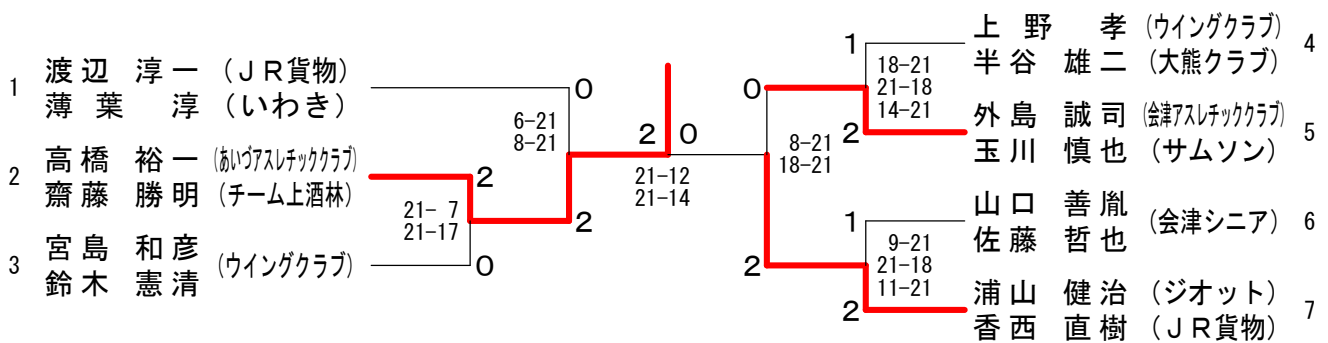 1
渡辺 淳一 (ＪＲ貨物)
薄葉 淳 (いわき)
2
高橋 裕一 (あいづアスレチッククラブ)
齋藤 勝明 (チーム上酒林)
3
宮島 和彦
鈴木 憲清
(ウイングクラブ)
0
6-21
8-21
2
21- 7
21-17
0
2
2 0
21-12
21-14
0
8-21
18-21
2
1
18-21
21-18
14-21
2
1
9-21
21-18
11-21
2
上野 孝 (ウイングクラブ)
半谷 雄二 (大熊クラブ)
4
外島 誠司 (会津アスレチッククラブ)
玉川 慎也 (サムソン)
5
山口 善胤
佐藤 哲也
(会津シニア)
6
浦山 健治 (ジオット)
香西 直樹 (ＪＲ貨物)
7